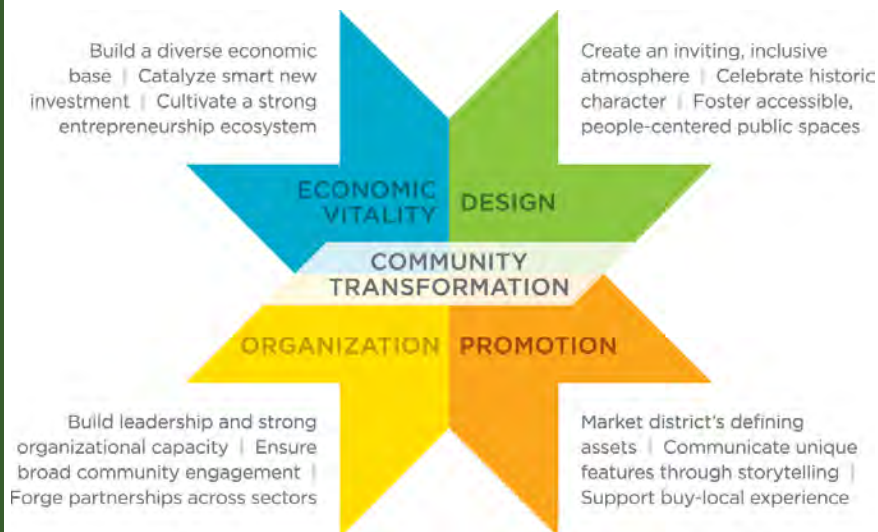 Build a diverse economic
base | Catalyze smart new
investment | Cultivate a strong
entrepreneurship ecosystem
Create an inviting, inclusive
atmosphere | Celebrate historic
character | Foster accessible,
people-centered public spaces
ECONOMIC
VITALITY
DESIGN
COMMUNITY
TRANSFORMATION
ORGANIZATION
PROMOTION
Build leadership and strong
organizational capacity | Ensure
broad community engagement |
Forge partnerships across sectors
Market district's defining
assets | Communicate unique
features through storytelling |
Support buy-local experience